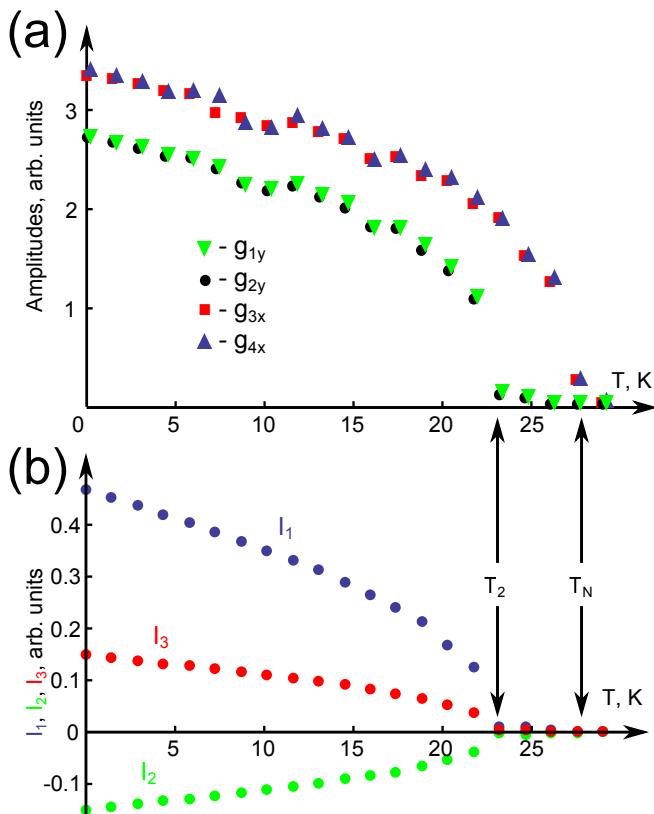 (a)
Amplitudes, arb. units
3
2
1
- g1y
- g2y
- g3x
- g4x
T, K
0 5 10 15 20 25
(b)
I1, I2, I3, arb. units
0.4
0.3
0.2
0.1
0
-0.1
I1
I3
I2
T2
TN
T, K
5 10 15 20 25